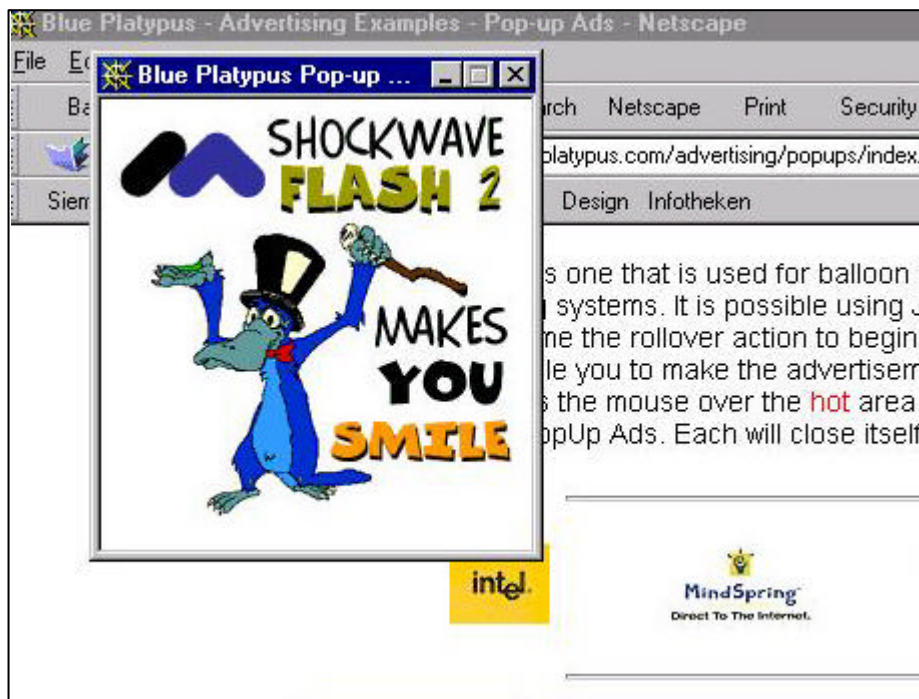 Blue Platypus - Advertising Examples - Pop-up Ads - Netscape
File
Blue Platypus Pop-up ...
Netscape Print Security
platypus.com/advertising/popups/index.
Design Infotheken
SHOCKWAVE
FLASH 2
MAKES
YOU
SMILE
s one that is used for balloon
systems. It is possible using J
me the rollover action to begin
le you to make the advertisem
s the mouse over the hot area
opUp Ads. Each will close itself
intel.
MindSpring
Direct To The Internet.